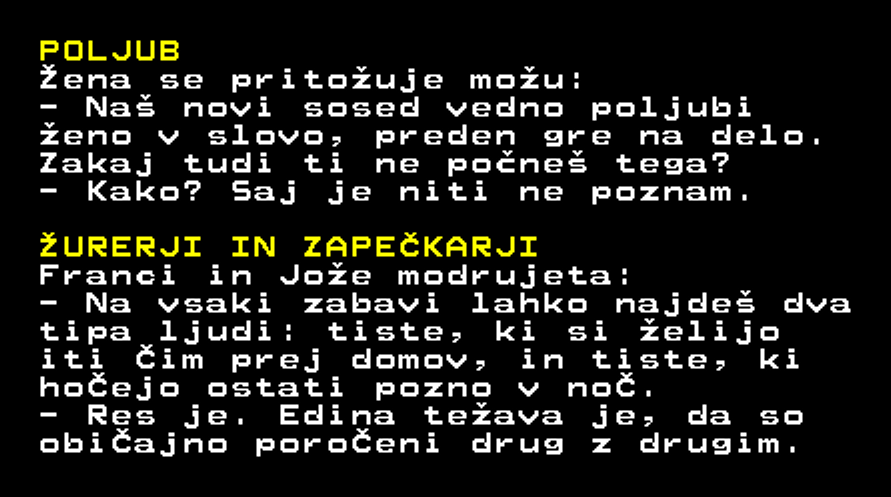 POLJUB
Žena se pritožuje možu:
- Naš novi sosed vedno poljubi
ženo v slovo, preden gre na delo.
Zakaj tudi ti ne počneš tega?
- Kako? Saj je niti ne poznam.
ŽURERJI IN ZAPEČKARJI
Franci in Jože modrujeta:
- Na vsaki zabavi lahko najdeš dva
tipa ljudi: tiste, ki si želijo
iti Čim prej domov, in tiste, ki
hoČejo ostati pozno v noČ.
- Res je. Edina težava je, da so
obiČajno poroČeni drug z drugim.